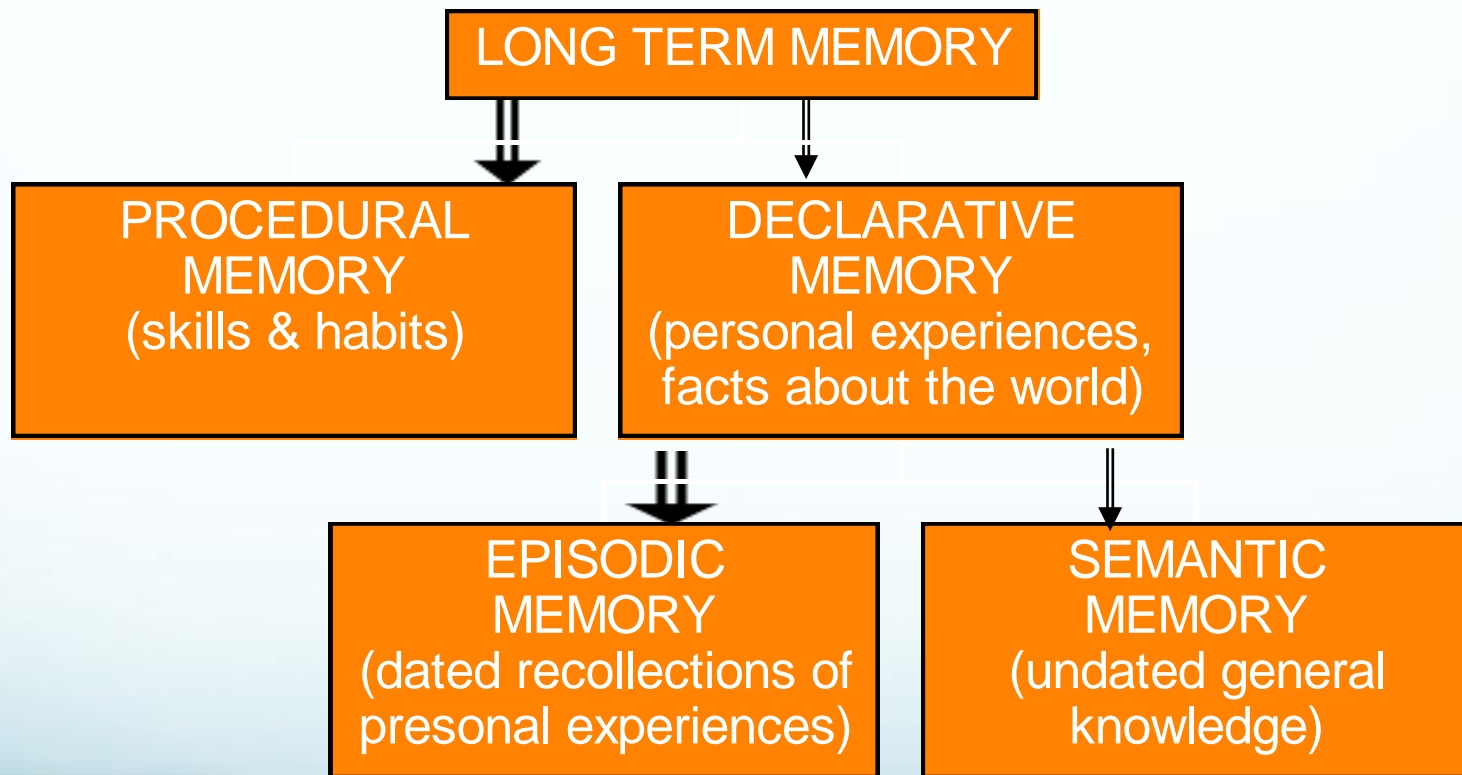 LONG TERM MEMORY
PROCEDURAL
MEMORY
(skills & habits)
DECLARATIVE
MEMORY
(personal experiences,
facts about the world)
EPISODIC
MEMORY
(dated recollections of
presonal experiences)
SEMANTIC
MEMORY
(undated general
knowledge)